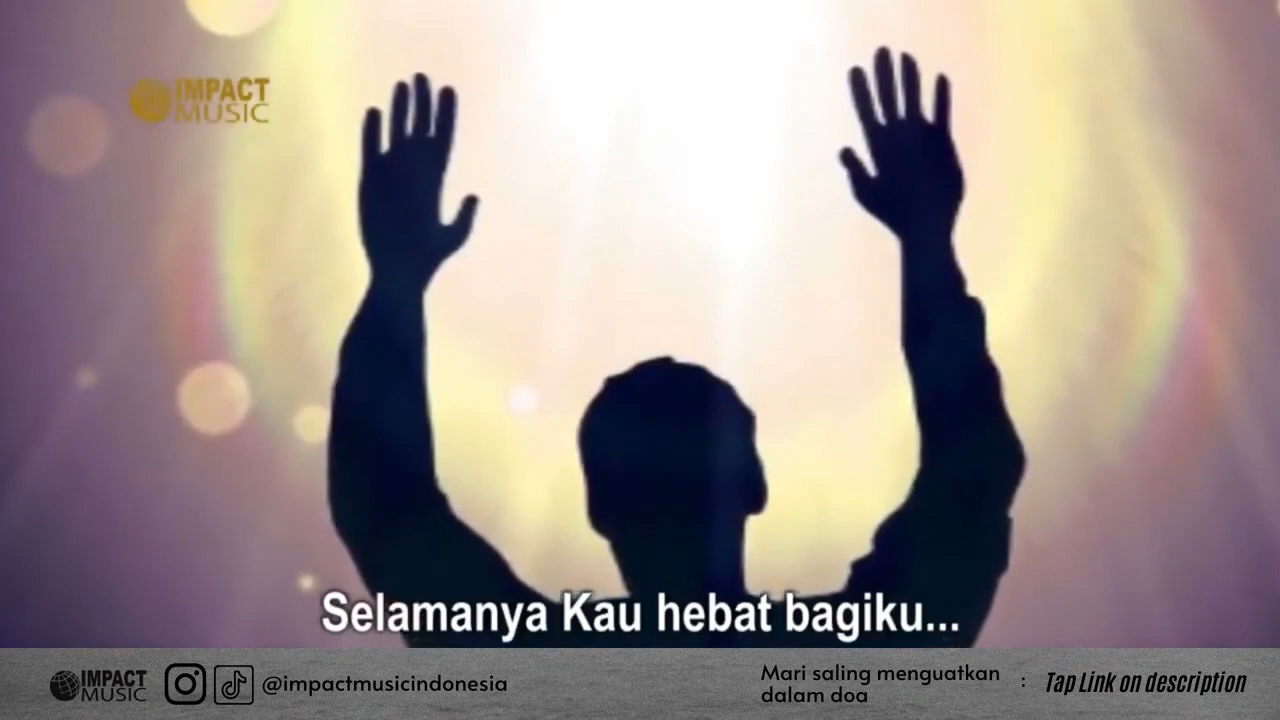 IMPACT
MUSIC
Selamanya Kau hebat bagiku...
IMPACT
MUSIC
@impactmusicindonesia
Mari saling menguatkan
dalam doa
:
Tap Link on description